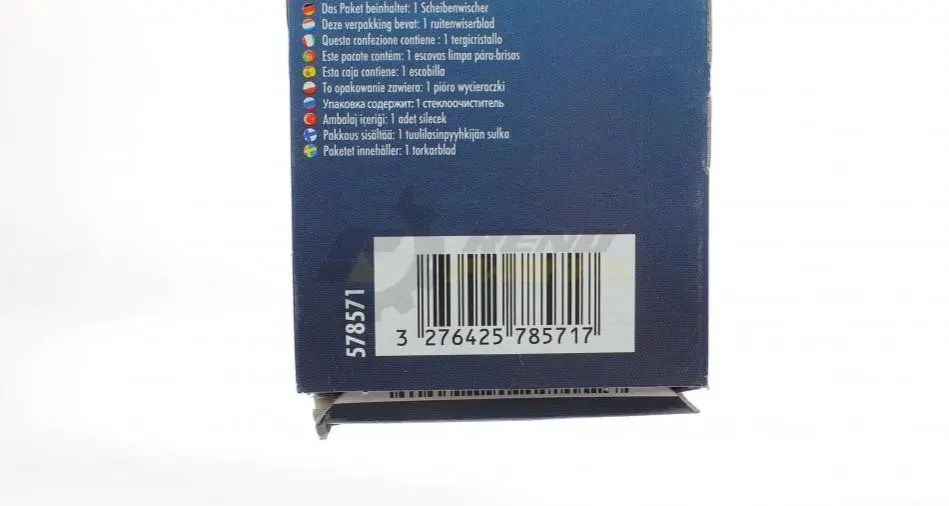 Das Paket beinhaltet: 1 Scheibenwischer
Deze verpakking bevat: 1 ruitenwiserblad
Questa confezione contiene : 1 tergicristallo
Este pacote contém: 1 escovas limpa pára-brisas
Esta caja contiene: 1 escobilla
To opakowanie zawiera: 1 pióro wycieraczki
Упаковка содержит: 1 стеклоочиститель
Ambalaj içeriği: 1 adet silecek
Pakkaus sisältää: 1 tuulilasinpyyhkijän sulka
Paketet innehåller: 1 torkarblad
578571
3 276425 785717